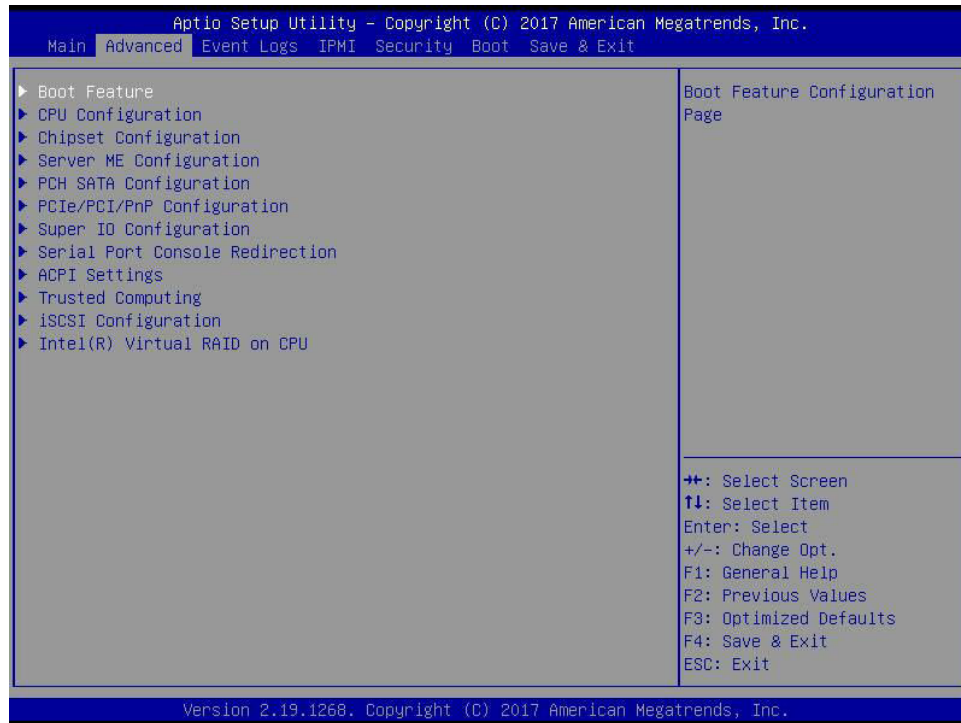 Aptio Setup Utility – Copyright (C) 2017 American Megatrends, Inc.
Main Advanced Event Logs IPMI Security Boot Save & Exit
▶ Boot Feature
▶ CPU Configuration
▶ Chipset Configuration
▶ Server ME Configuration
▶ PCH SATA Configuration
▶ PCIe/PCI/PnP Configuration
▶ Super IO Configuration
▶ Serial Port Console Redirection
▶ ACPI Settings
▶ Trusted Computing
▶ iSCSI Configuration
▶ Intel(R) Virtual RAID on CPU
Boot Feature Configuration
Page
→←: Select Screen
↑↓: Select Item
Enter: Select
+/-: Change Opt.
F1: General Help
F2: Previous Values
F3: Optimized Defaults
F4: Save & Exit
ESC: Exit
Version 2.19.1268. Copyright (C) 2017 American Megatrends, Inc.